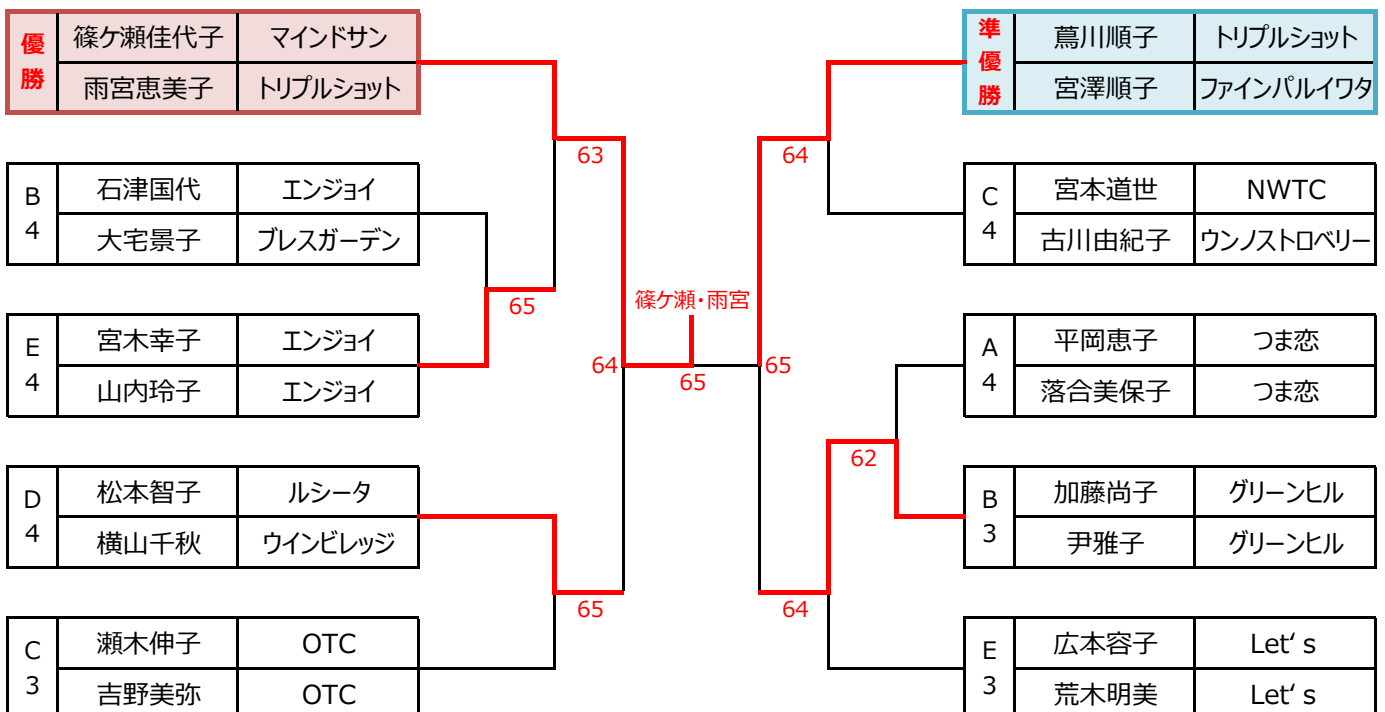 優勝 篠ケ瀬佳代子 マインドサン
雨宮恵美子 トリプルショット
63
B4 石津国代 エンジョイ
大宅景子 ブレスガーデン
65
E4 宮木幸子 エンジョイ
山内玲子 エンジョイ
64
D4 松本智子 ルシータ
横山千秋 ウインビレッジ
65
C3 瀬木伸子 OTC
吉野美弥 OTC
篠ケ瀬・雨宮
65
準優勝 蔦川順子 トリプルショット
宮澤順子 ファインパルイワタ
64
C4 宮本道世 NWTC
古川由紀子 ウンノストロベリー
65
A4 平岡恵子 つま恋
落合美保子 つま恋
62
B3 加藤尚子 グリーンヒル
尹雅子 グリーンヒル
64
E3 広本容子 Let‘s
荒木明美 Let‘s